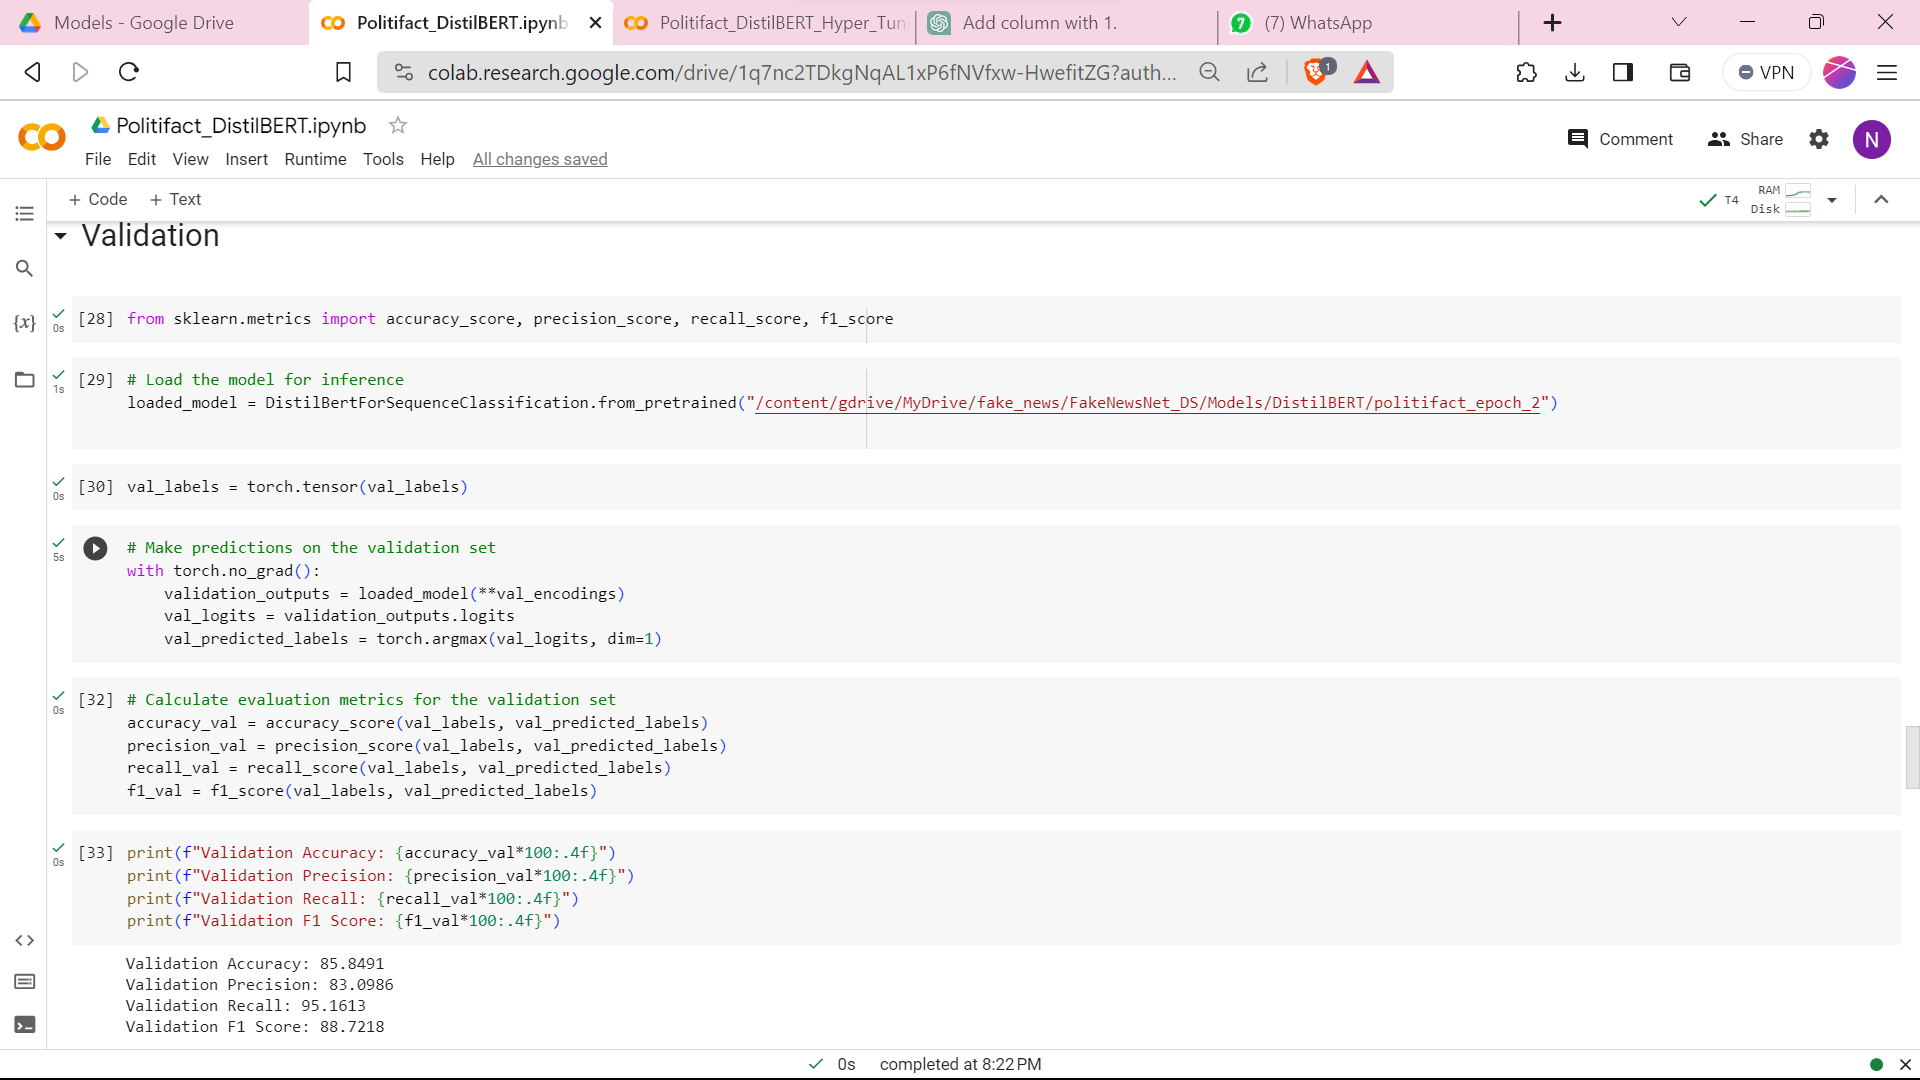 Models - Google Drive
Politifact_DistilBERT.ipynb
Politifact_DistilBERT_Hyper_Tun
Add column with 1.
7
(7) WhatsApp
colab.research.google.com/drive/1q7nc2TDkgNqAL1xP6fNVfxw-HwefitZG?auth...
1
VPN
Politifact_DistilBERT.ipynb
File Edit View Insert Runtime Tools Help All changes saved
Comment
Share
N
+ Code + Text
T4
RAM
Disk
Validation
{x}
0s
[28] from sklearn.metrics import accuracy_score, precision_score, recall_score, f1_score
1s
[29] # Load the model for inference
loaded_model = DistilBertForSequenceClassification.from_pretrained("/content/gdrive/MyDrive/fake_news/FakeNewsNet_DS/Models/DistilBERT/politifact_epoch_2")
0s
[30] val_labels = torch.tensor(val_labels)
5s
# Make predictions on the validation set
with torch.no_grad():
    validation_outputs = loaded_model(**val_encodings)
    val_logits = validation_outputs.logits
    val_predicted_labels = torch.argmax(val_logits, dim=1)
0s
[32] # Calculate evaluation metrics for the validation set
accuracy_val = accuracy_score(val_labels, val_predicted_labels)
precision_val = precision_score(val_labels, val_predicted_labels)
recall_val = recall_score(val_labels, val_predicted_labels)
f1_val = f1_score(val_labels, val_predicted_labels)
0s
[33] print(f"Validation Accuracy: {accuracy_val*100:.4f}")
print(f"Validation Precision: {precision_val*100:.4f}")
print(f"Validation Recall: {recall_val*100:.4f}")
print(f"Validation F1 Score: {f1_val*100:.4f}")
Validation Accuracy: 85.8491
Validation Precision: 83.0986
Validation Recall: 95.1613
Validation F1 Score: 88.7218
0s completed at 8:22 PM